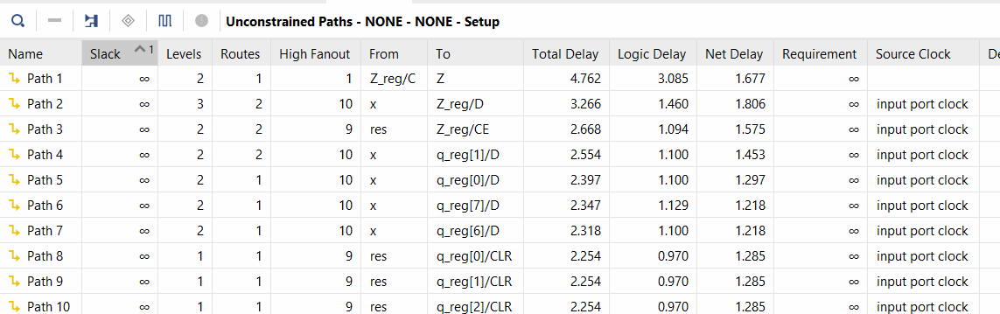 Unconstrained Paths - NONE - NONE - Setup
Name Slack 1 Levels Routes High Fanout From To Total Delay Logic Delay Net Delay Requirement Source Clock De
Path 1 ∞ 2 1 1 Z_reg/C Z 4.762 3.085 1.677 ∞
Path 2 ∞ 3 2 10 x Z_reg/D 3.266 1.460 1.806 ∞ input port clock
Path 3 ∞ 2 2 9 res Z_reg/CE 2.668 1.094 1.575 ∞ input port clock
Path 4 ∞ 2 2 10 x q_reg[1]/D 2.554 1.100 1.453 ∞ input port clock
Path 5 ∞ 2 1 10 x q_reg[0]/D 2.397 1.100 1.297 ∞ input port clock
Path 6 ∞ 2 1 10 x q_reg[7]/D 2.347 1.129 1.218 ∞ input port clock
Path 7 ∞ 2 1 10 x q_reg[6]/D 2.318 1.100 1.218 ∞ input port clock
Path 8 ∞ 1 1 9 res q_reg[0]/CLR 2.254 0.970 1.285 ∞ input port clock
Path 9 ∞ 1 1 9 res q_reg[1]/CLR 2.254 0.970 1.285 ∞ input port clock
Path 10 ∞ 1 1 9 res q_reg[2]/CLR 2.254 0.970 1.285 ∞ input port clock